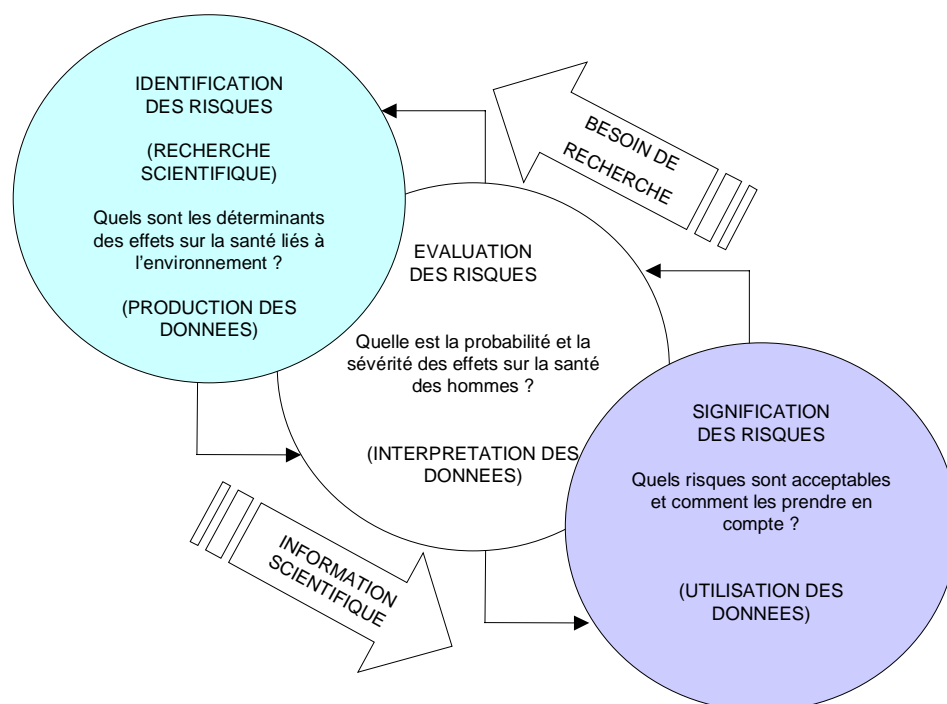 IDENTIFICATION
DES RISQUES
(RECHERCHE
SCIENTIFIQUE)
Quels sont les déterminants
des effets sur la santé liés à
l’environnement ?
(PRODUCTION DES
DONNEES)
BESOIN DE
RECHERCHE
EVALUATION
DES RISQUES
Quelle est la probabilité et la
sévérité des effets sur la santé
des hommes ?
(INTERPRETATION DES
DONNEES)
INFORMATION
SCIENTIFIQUE
SIGNIFICATION
DES RISQUES
Quels risques sont acceptables
et comment les prendre en
compte ?
(UTILISATION DES
DONNEES)